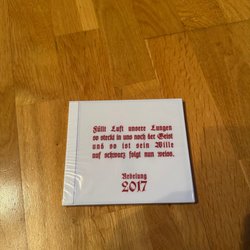 Füllt Luft unsere Lungen
so steckt in uns noch der Geist
und so ist sein Wille
auf schwarz folgt nun weiss.
Nebelung
2017